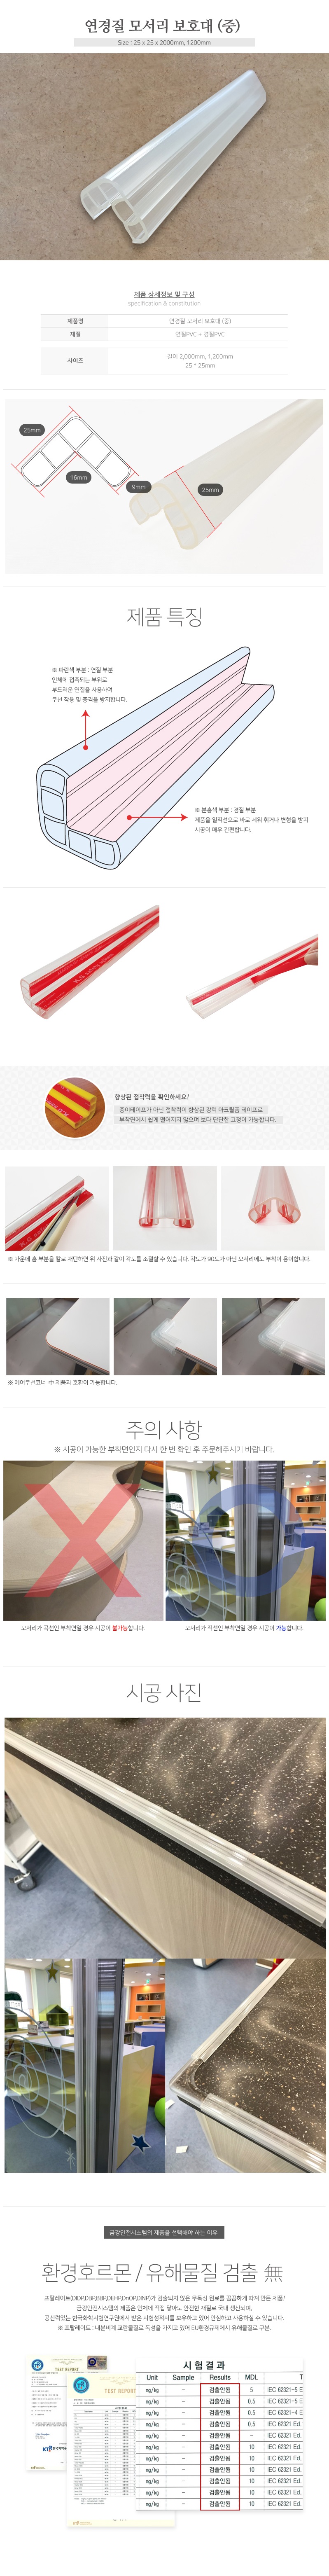 연경질 모서리 보호대 (중)
Size : 25 x 25 x 2000mm, 1200mm
제품 상세정보 및 구성
specification & constitution
제품명 연경질 모서리 보호대 (중)
재질 연질PVC + 경질PVC
사이즈 길이 2,000mm, 1,200mm
25 * 25mm
25mm
16mm
9mm
25mm
제품 특징
※ 파란색 부분 : 연질 부분
인체에 접촉되는 부위로
부드러운 연질을 사용하여
쿠션 작용 및 충격을 방지합니다.
※ 분홍색 부분 : 경질 부분
제품을 일직선으로 바로 세워 휘거나 변형을 방지
시공이 매우 간편합니다.
향상된 접착력을 확인하세요!
종이테이프가 아닌 접착력이 향상된 강력 아크릴폼 테이프로
부착면에서 쉽게 떨어지지 않으며 보다 단단한 고정이 가능합니다.
※ 가운데 홈 부분을 칼로 재단하면 위 사진과 같이 각도를 조절할 수 있습니다. 각도가 90도가 아닌 모서리에도 부착이 용이합니다.
※ 에어쿠션코너 中 제품과 호환이 가능합니다.
주의 사항
※ 시공이 가능한 부착면인지 다시 한 번 확인 후 주문해주시기 바랍니다.
모서리가 곡선인 부착면일 경우 시공이 불가능합니다.
모서리가 직선인 부착면일 경우 시공이 가능합니다.
시공 사진
금강안전시스템의 제품을 선택해야 하는 이유
환경호르몬 / 유해물질 검출 無
프탈레이트(DIOP,DBP,BBP,DEHP,DnOP,DINP)가 검출되지 않은 무독성 원료를 꼼꼼하게 따져 만든 제품!
금강안전시스템의 제품은 인체에 직접 닿아도 안전한 재질로 국내 생산되며,
공신력있는 한국화학시험연구원에서 받은 시험성적서를 보유하고 있어 안심하고 사용하실 수 있습니다.
※ 프탈레이트 : 내분비계 교란물질로 독성을 가지고 있어 EU환경규제에서 유해물질로 구분.
TEST REPORT
TEST REPORT
시 험 결 과
Unit Sample Results MDL
mg/kg - 검출안됨 5 IEC 62321-5 E
mg/kg - 검출안됨 0.5 IEC 62321-5 E
mg/kg - 검출안됨 0.5 IEC 62321-4 E
mg/kg - 검출안됨 0.5 IEC 62321 Ed.
mg/kg - 검출안됨 - IEC 62321 Ed.
mg/kg - 검출안됨 10 IEC 62321 Ed.
mg/kg - 검출안됨 10 IEC 62321 Ed.
mg/kg - 검출안됨 10 IEC 62321 Ed.
mg/kg - 검출안됨 10 IEC 62321 Ed.
mg/kg - 검출안됨 10 IEC 62321 Ed.